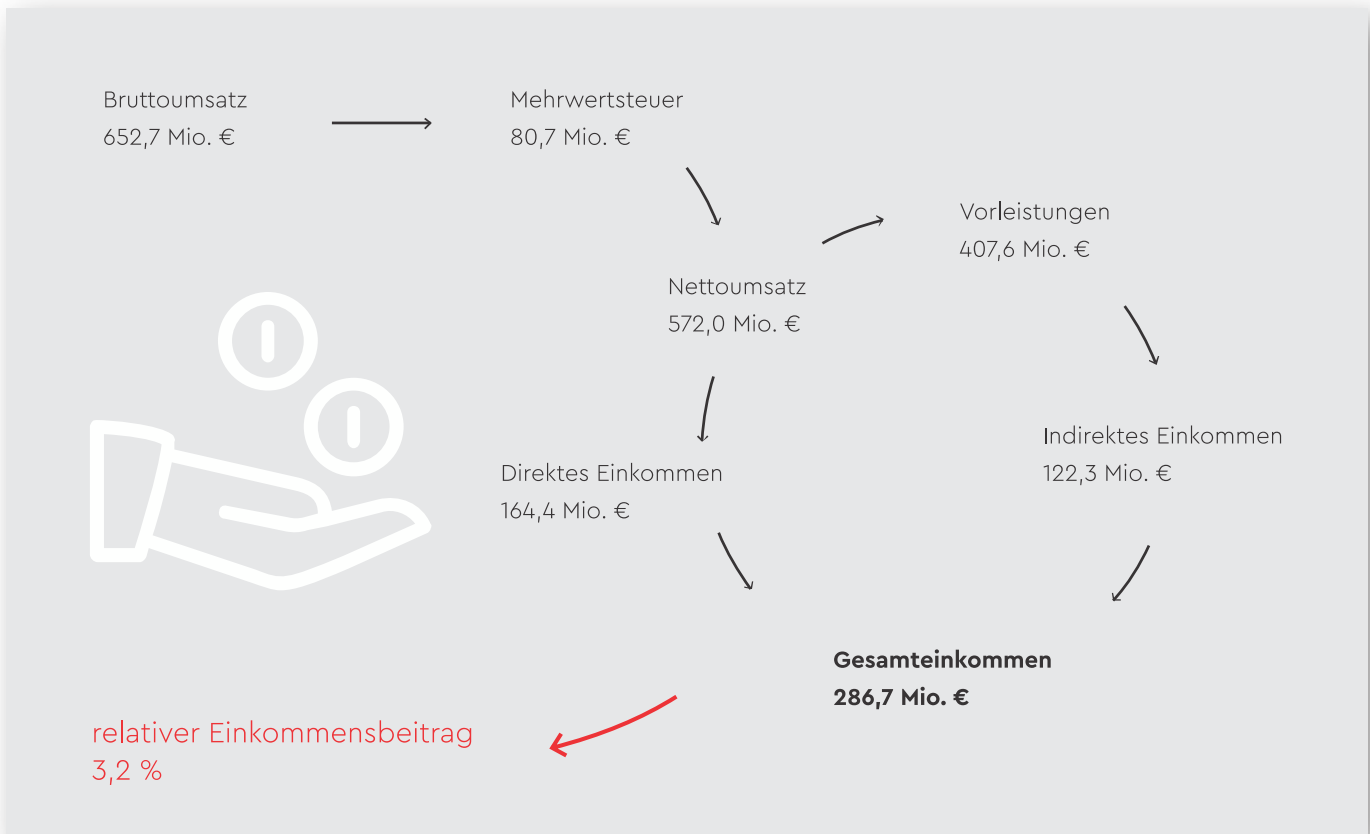 Bruttoumsatz
652,7 Mio. €
Mehrwertsteuer
80,7 Mio. €
Vorleistungen
407,6 Mio. €
Nettoumsatz
572,0 Mio. €
Indirektes Einkommen
122,3 Mio. €
Direktes Einkommen
164,4 Mio. €
Gesamteinkommen
286,7 Mio. €
relativer Einkommensbeitrag
3,2 %